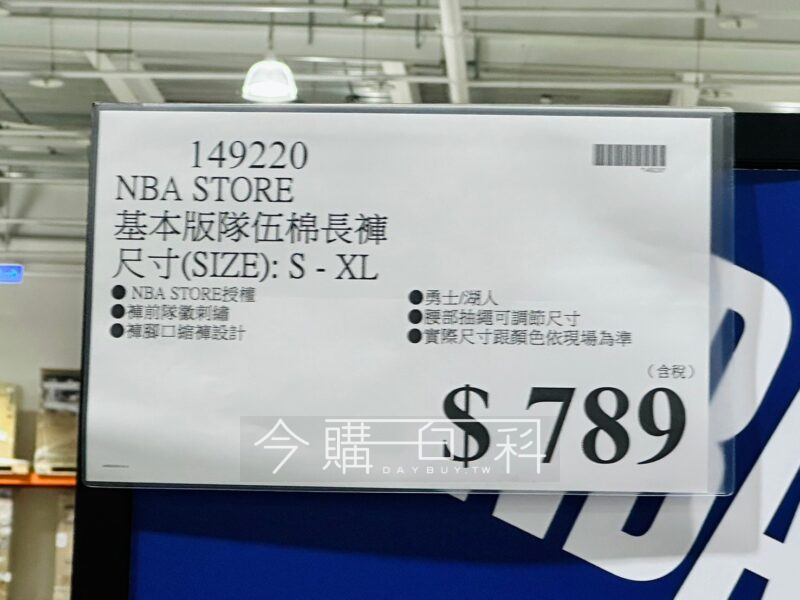 149220
NBA STORE
基本版隊伍棉長褲
尺寸(SIZE): S - XL
● NBA STORE授權
●褲前隊徽刺繡
●褲腳口縮褲設計
●勇士/湖人
●腰部抽繩可調節尺寸
●實際尺寸跟顏色依現場為準
(含稅)
$ 789
今購百科
DAYBUY.TW